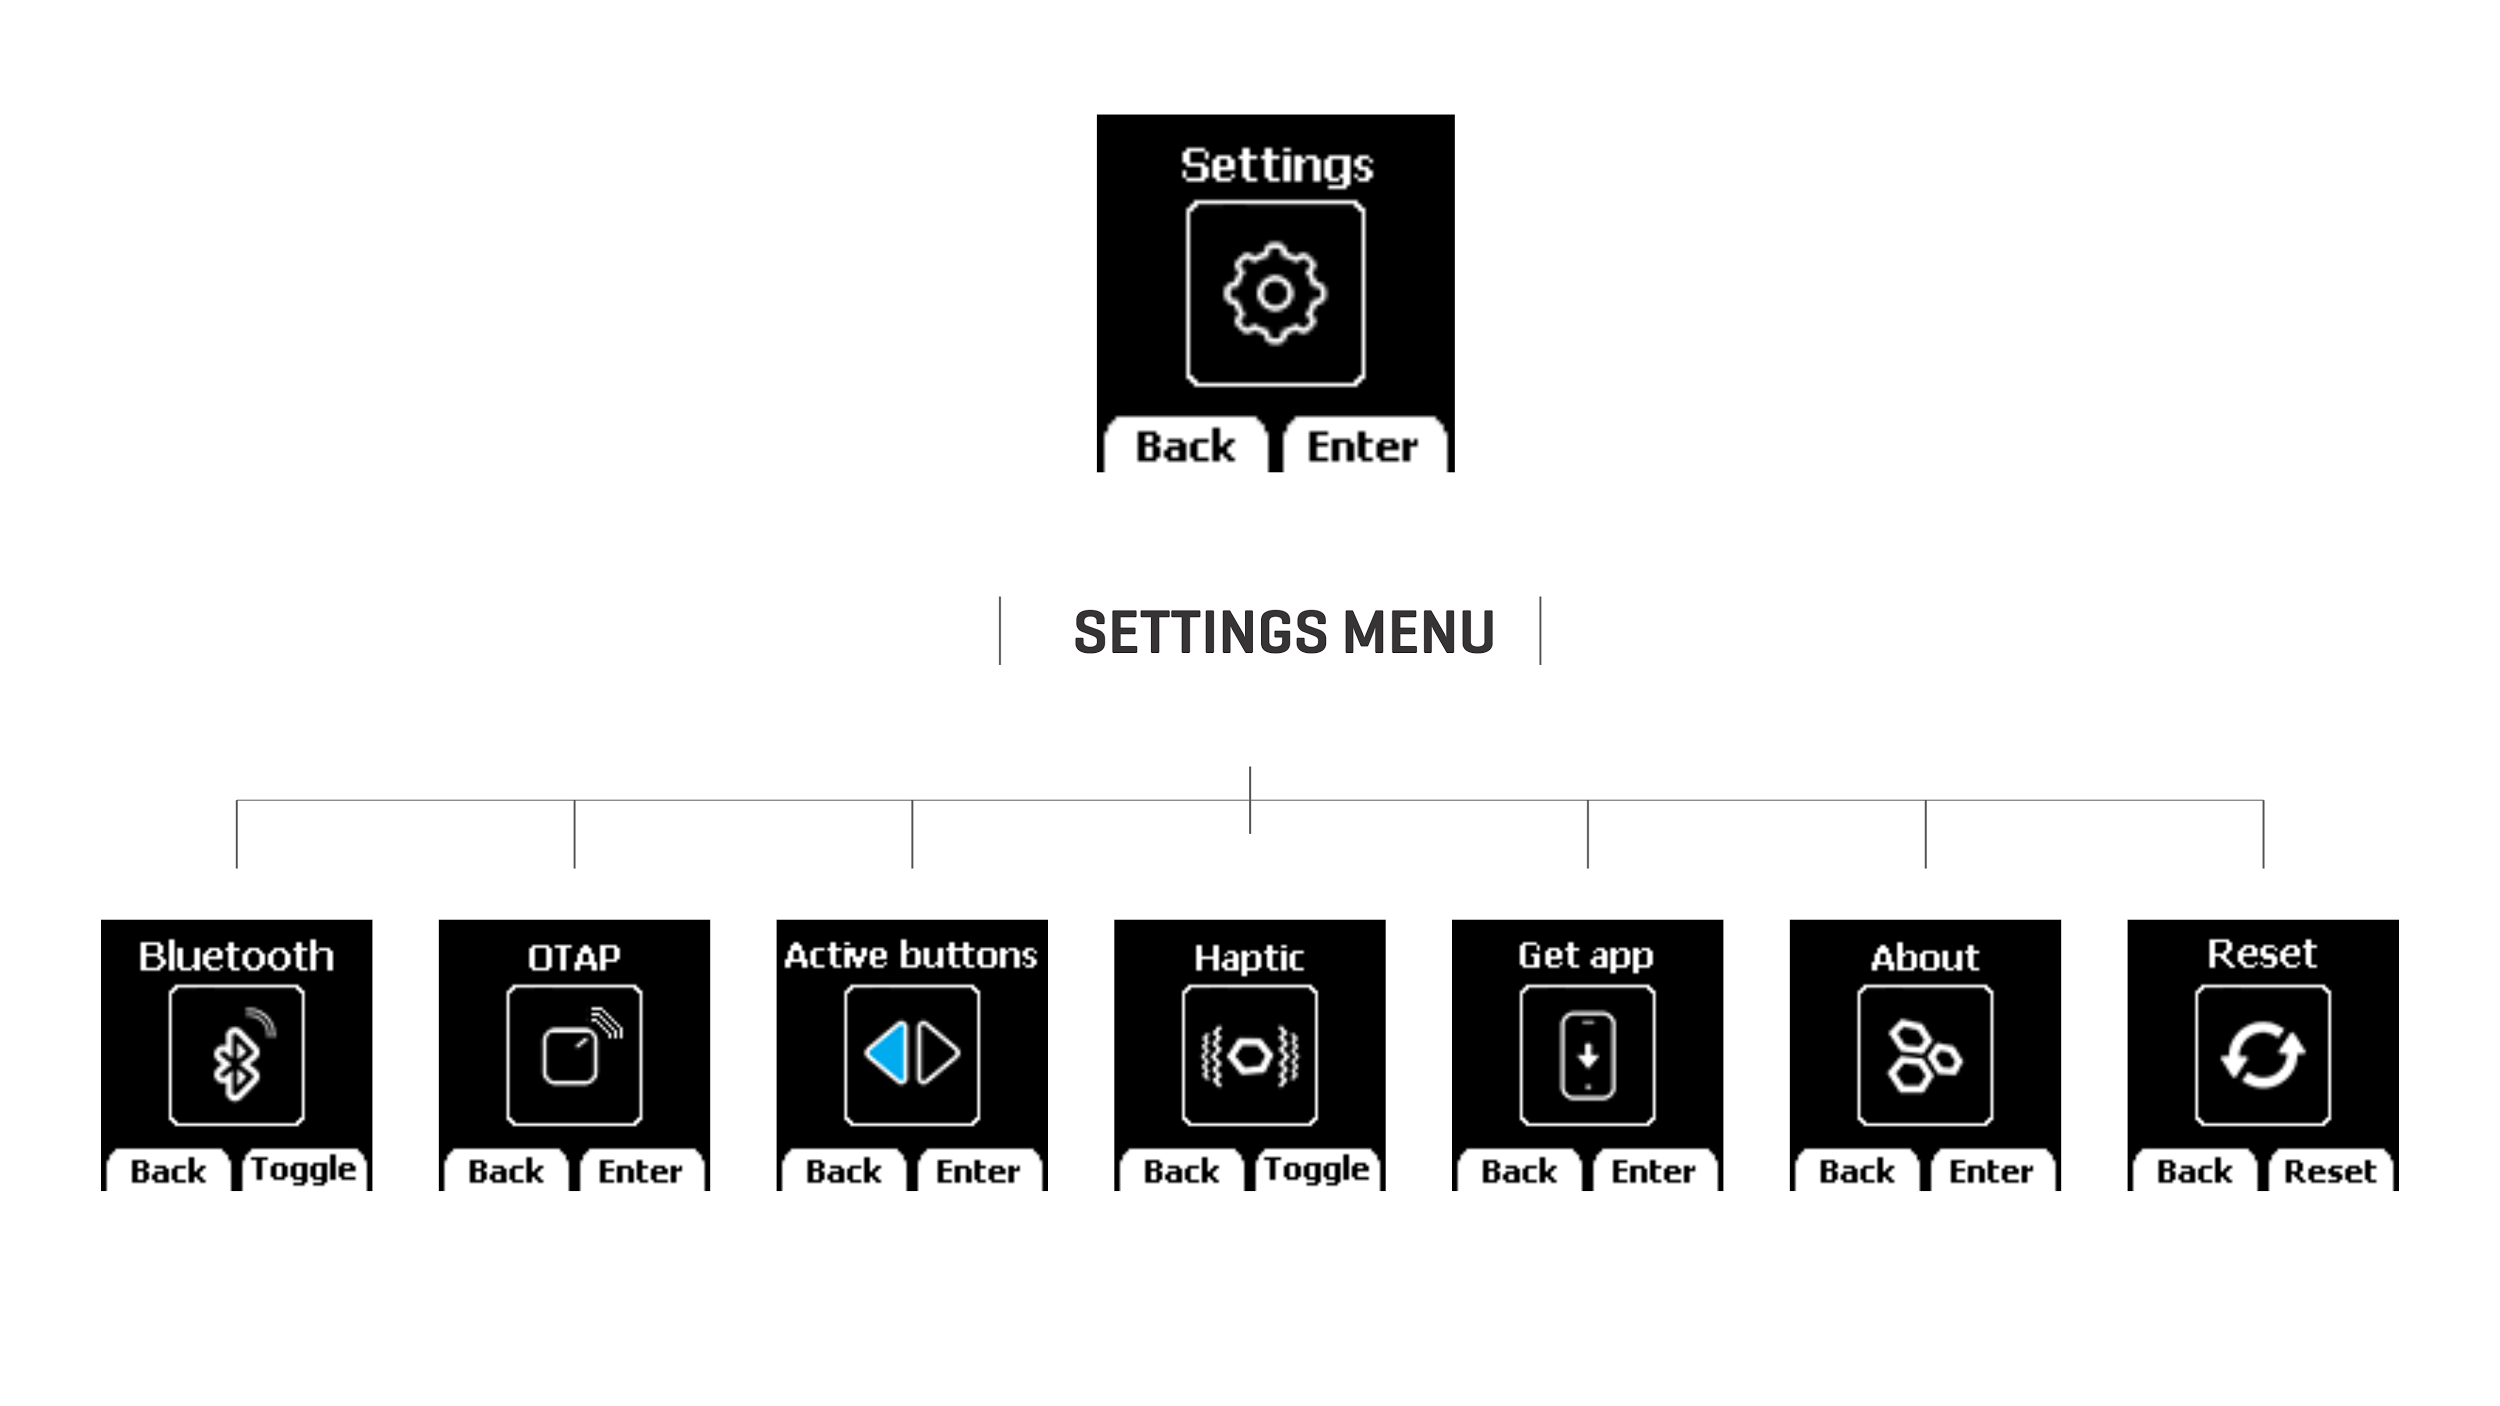 Settings
Back Enter
SETTINGS MENU
Bluetooth
Back Toggle
OTAP
Back Enter
Active buttons
Back Enter
Haptic
Back Toggle
Get app
Back Enter
About
Back Enter
Reset
Back Reset